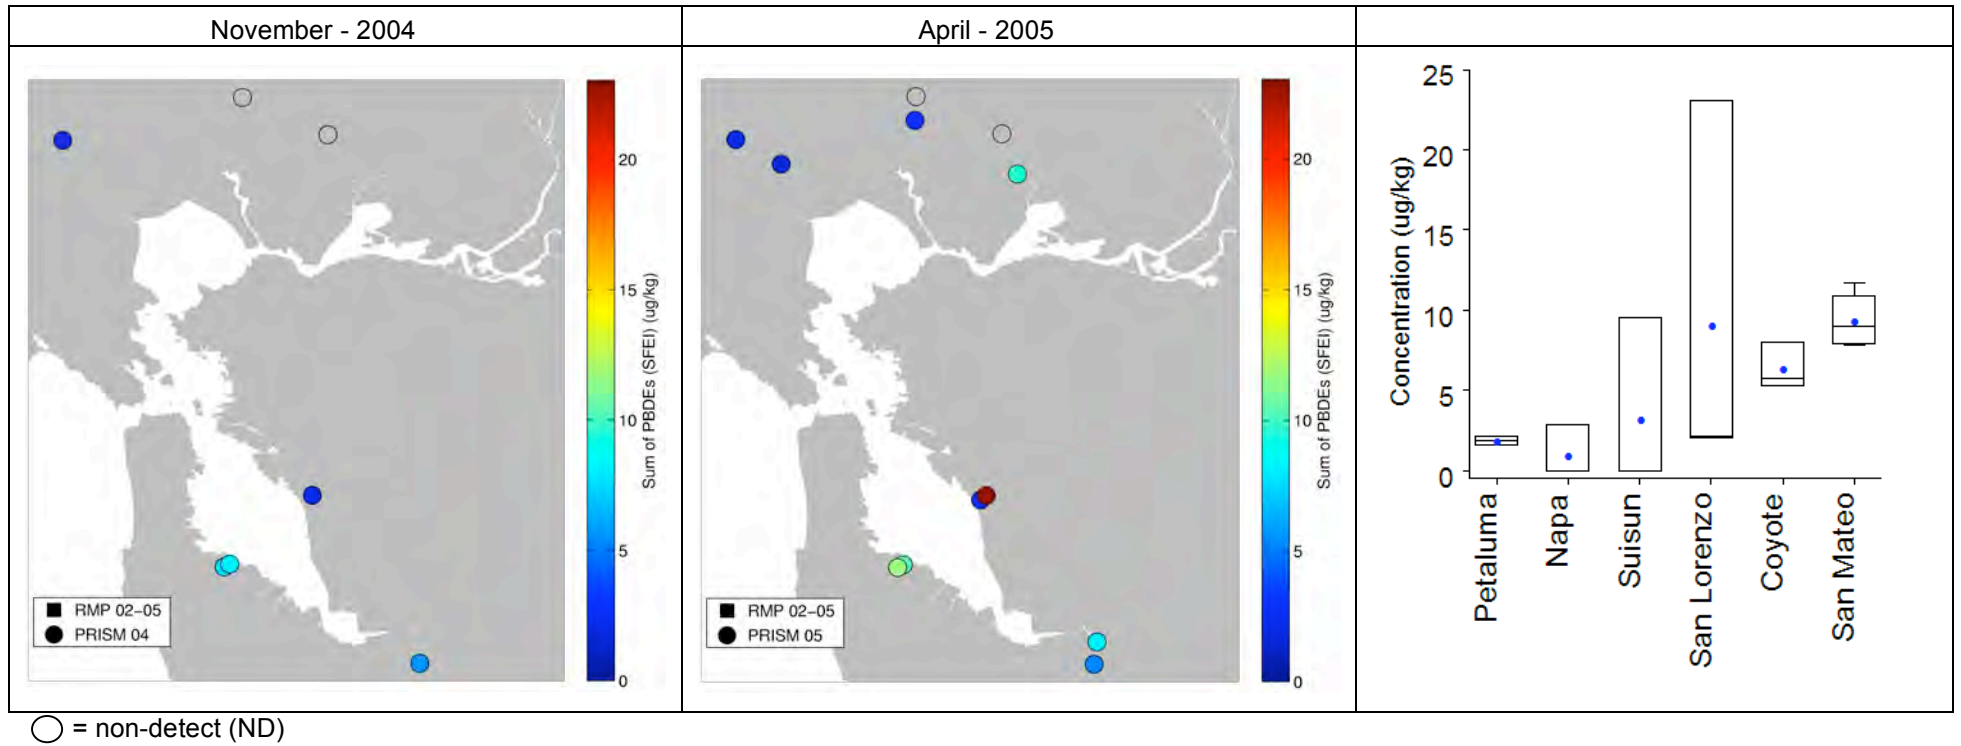 November - 2004
April - 2005
20
15
10
5
0
Sum of PBDEs (SFEI) (ug/kg)
RMP 02-05
PRISM 04
20
15
10
5
0
Sum of PBDEs (SFEI) (ug/kg)
RMP 02-05
PRISM 05
25
20
15
10
5
0
Concentration (ug/kg)
Petaluma
Napa
Suisun
San Lorenzo
Coyote
San Mateo
= non-detect (ND)